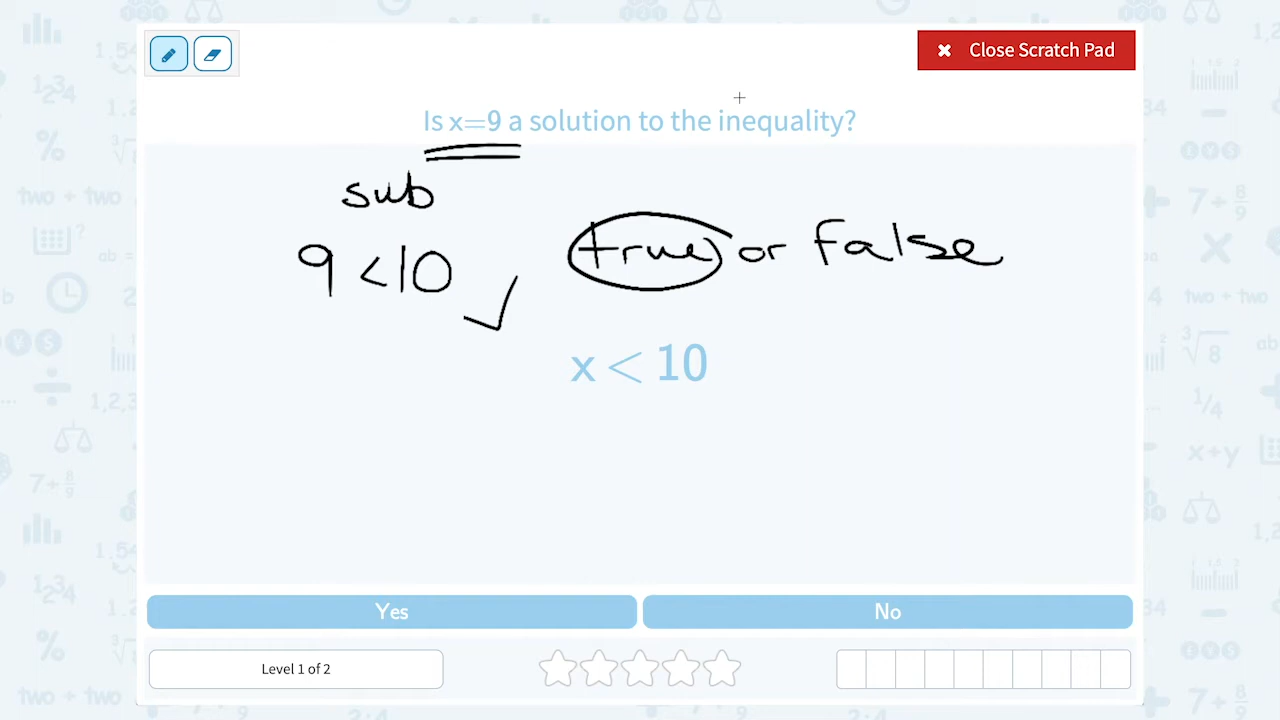 Close Scratch Pad
Is x=9 a solution to the inequality?
sub
9 < 10 true or false
x < 10
Yes No
Level 1 of 2